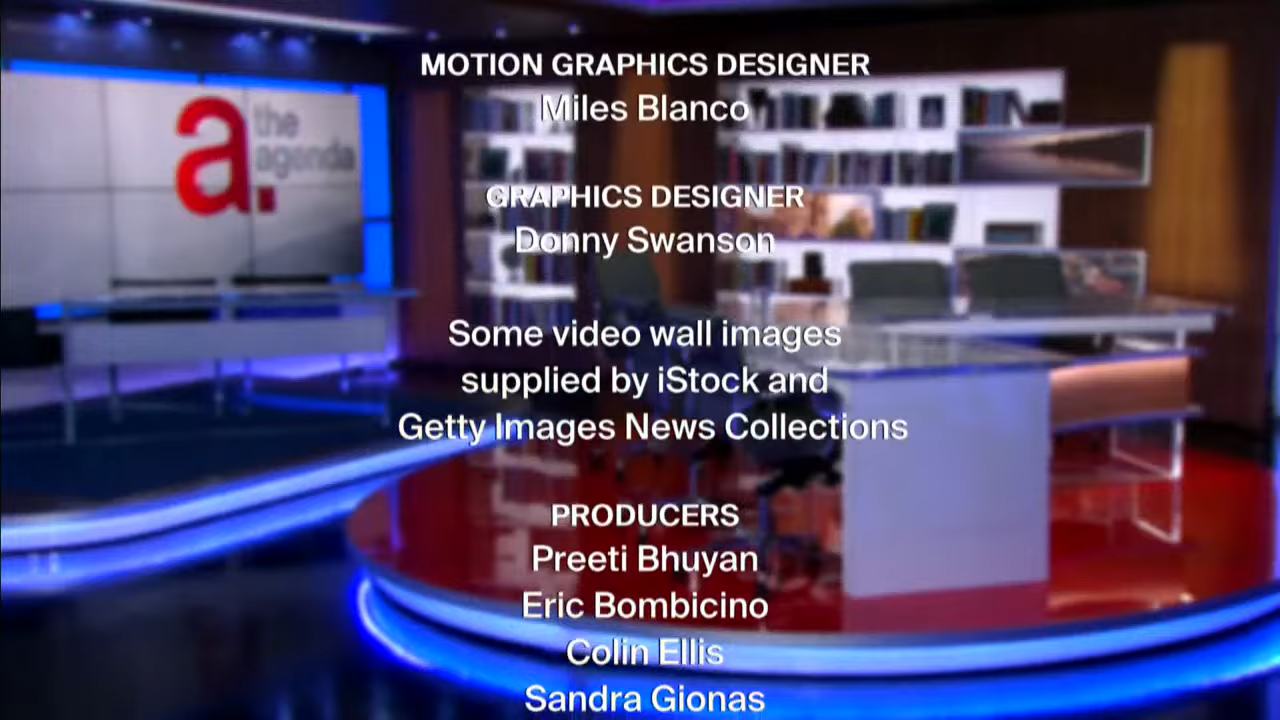 a. the
agenda
MOTION GRAPHICS DESIGNER
Miles Blanco
GRAPHICS DESIGNER
Donny Swanson
Some video wall images
supplied by iStock and
Getty Images News Collections
PRODUCERS
Preeti Bhuyan
Eric Bombicino
Colin Ellis
Sandra Gionas